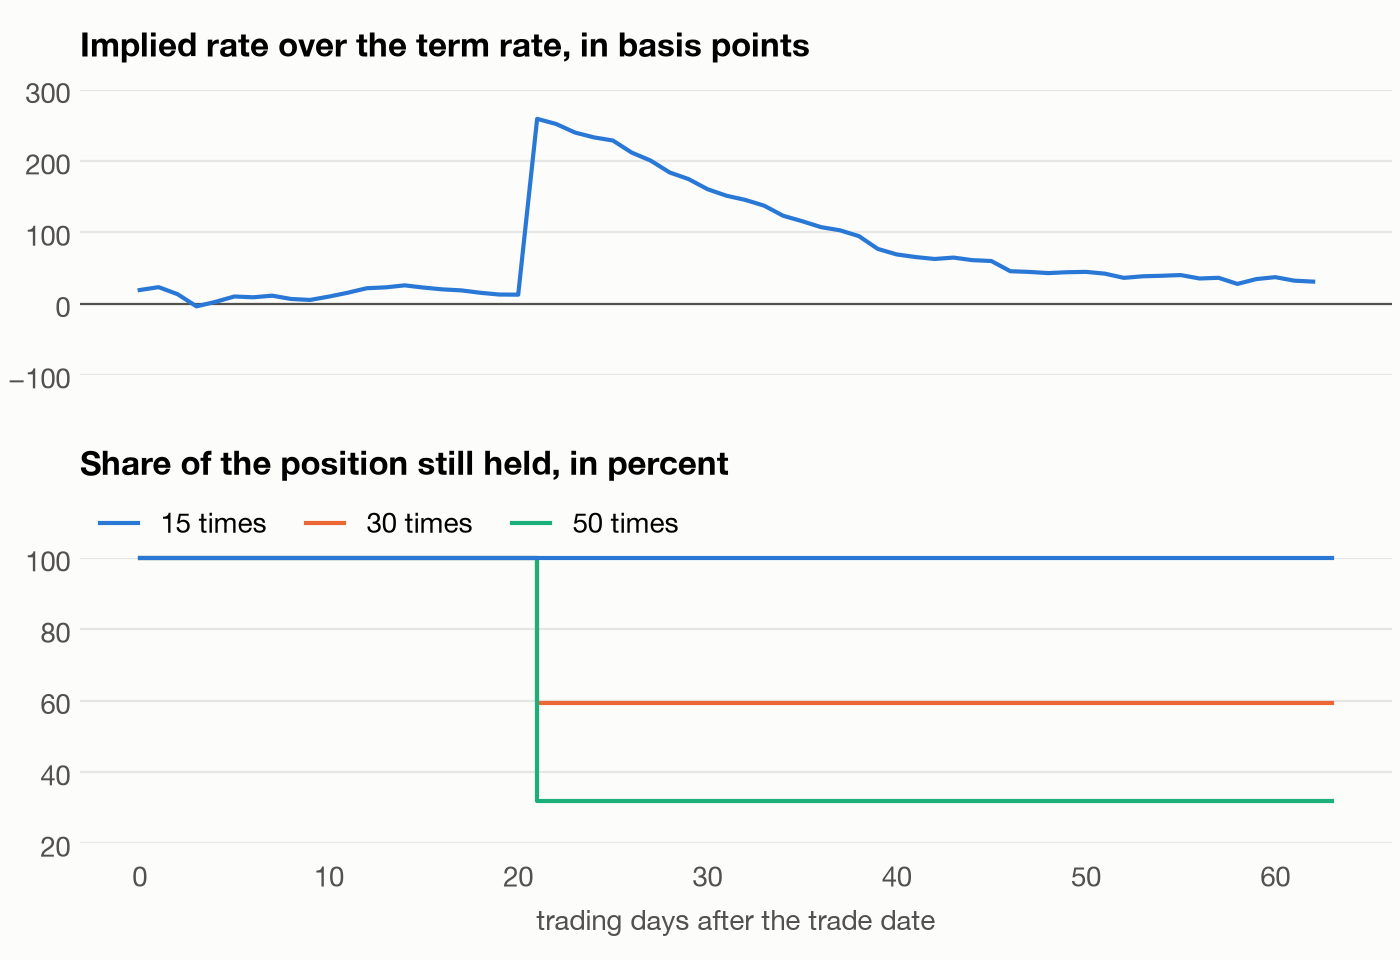 Implied rate over the term rate, in basis points
300
200
100
0
−100
Share of the position still held, in percent
15 times 30 times 50 times
100
80
60
40
20
0 10 20 30 40 50 60
trading days after the trade date